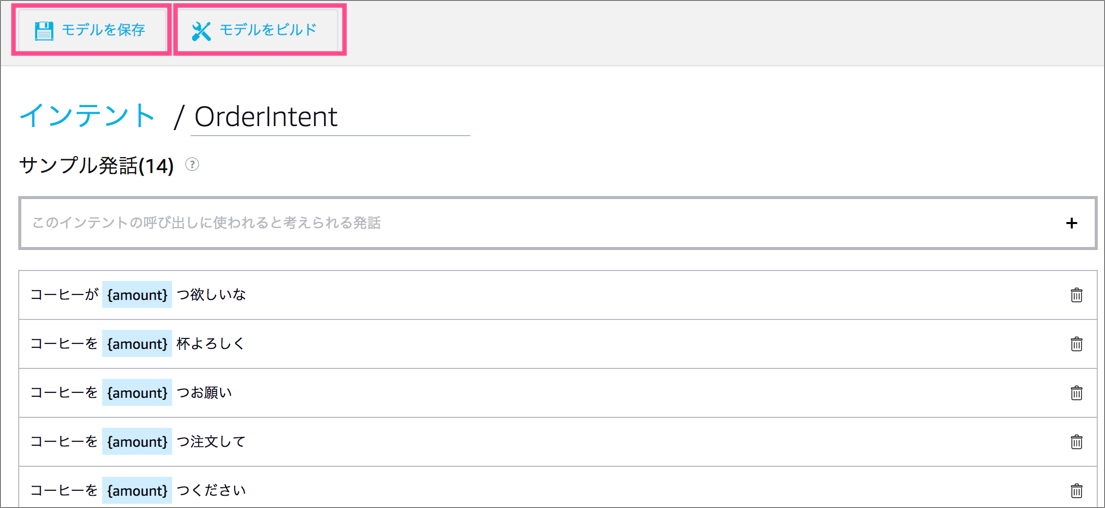 モデルを保存 モデルをビルド
インテント / OrderIntent
サンプル発話(14) ?
このインテントの呼び出しに使われると考えられる発話 +
コーヒーが {amount} つ欲しいな
コーヒーを {amount} 杯よろしく
コーヒーを {amount} つお願い
コーヒーを {amount} つ注文して
コーヒーを {amount} つください